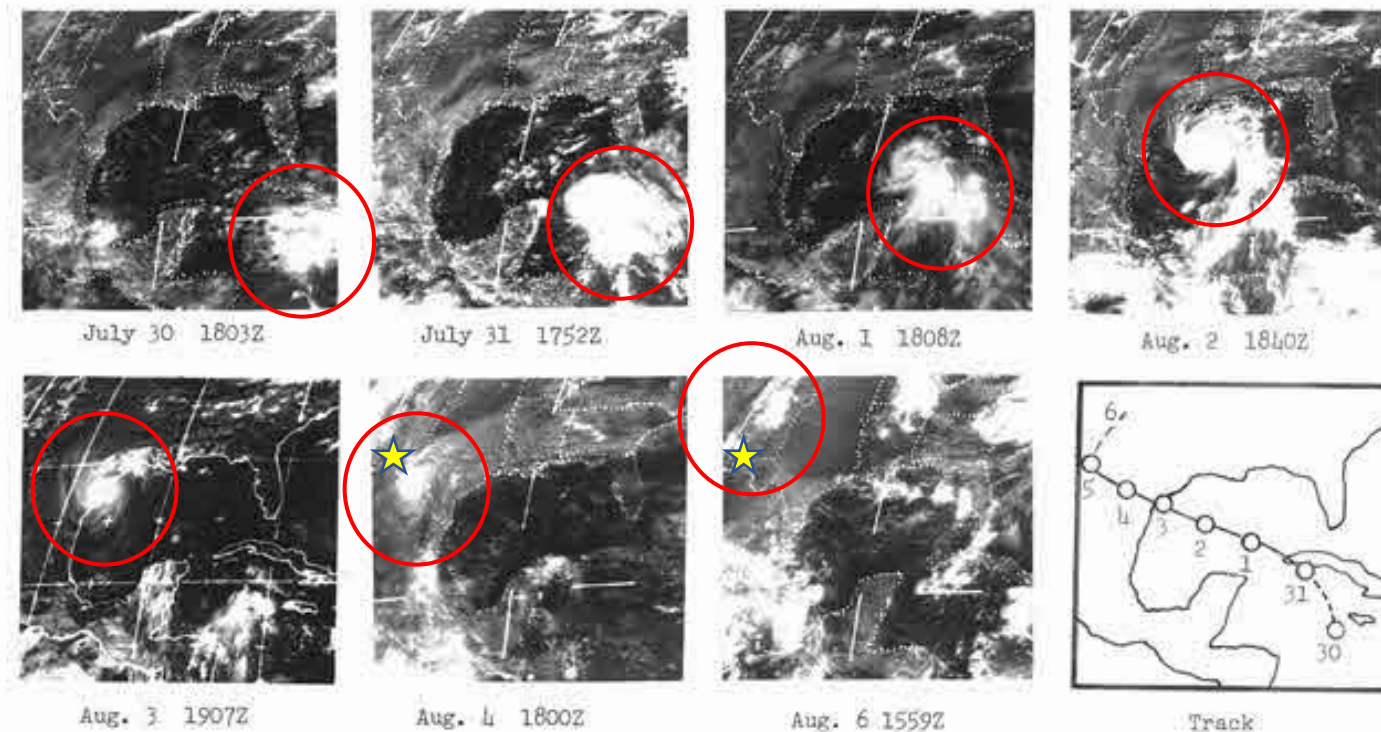 July 30 1803Z
July 31 1752Z
Aug. 1 1808Z
Aug. 2 1840Z
6
5
4
3
2
1
31
30
Aug. 3 1907Z
Aug. 4 1800Z
Aug. 6 1559Z
Track